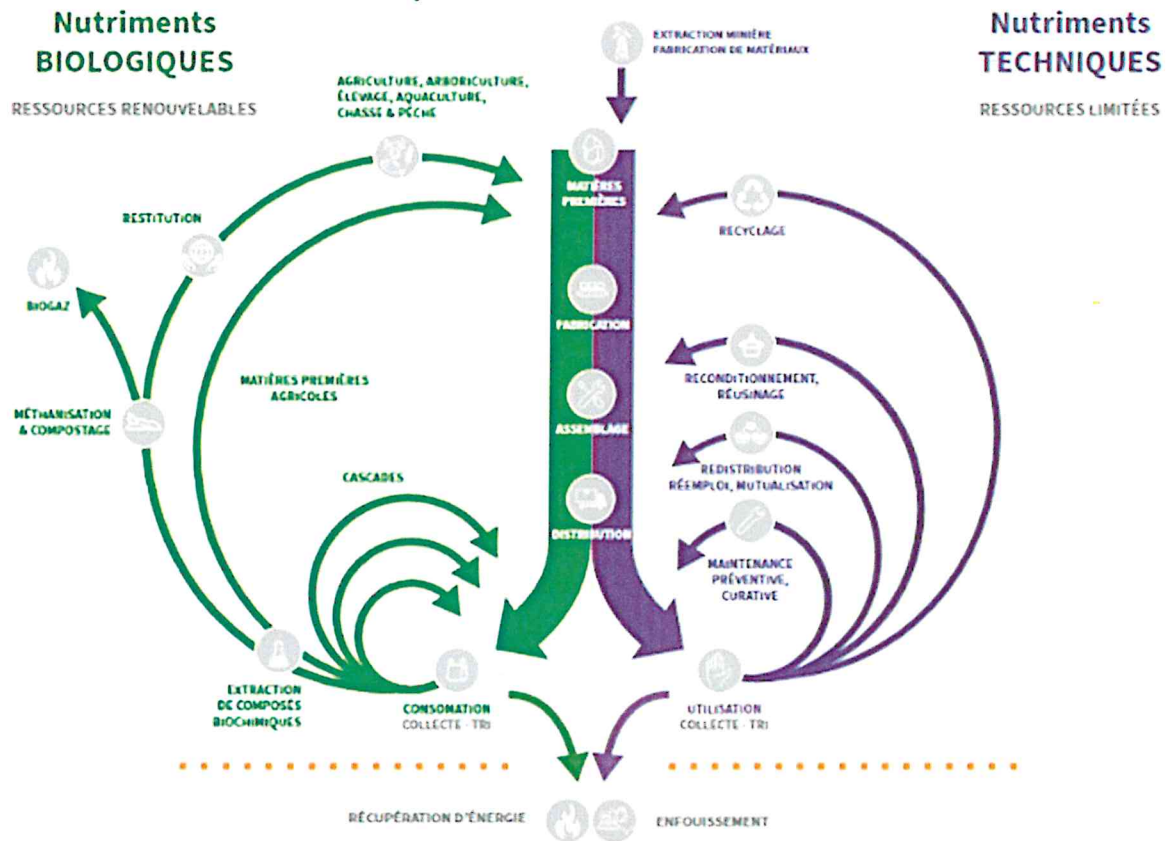 Nutriments
BIOLOGIQUES
RESSOURCES RENOUVELABLES
EXTRACTION MINIÈRE
FABRICATION DE MATÉRIAUX
Nutriments
TECHNIQUES
RESSOURCES LIMITÉES
AGRICULTURE, ARBORICULTURE,
ÉLEVAGE, AQUACULTURE,
CHASSE & PÊCHE
MATIÈRES
PREMIÈRES
RESTITUTION
RECYCLAGE
BIOGAZ
FABRICATION
MATIÈRES PREMIÈRES
AGRICOLES
RECONDITIONNEMENT,
RÉUSINAGE
MÉTHANISATION
& COMPOSTAGE
ASSEMBLAGE
CASCADES
REDISTRIBUTION
RÉEMPLOI, MUTUALISATION
DISTRIBUTION
MAINTENANCE
PRÉVENTIVE,
CURATIVE
EXTRACTION
DE COMPOSÉS
BIOCHIMIQUES
CONSOMATION
COLLECTE - TRI
UTILISATION
COLLECTE - TRI
RÉCUPÉRATION D'ÉNERGIE
ENFOUISSEMENT